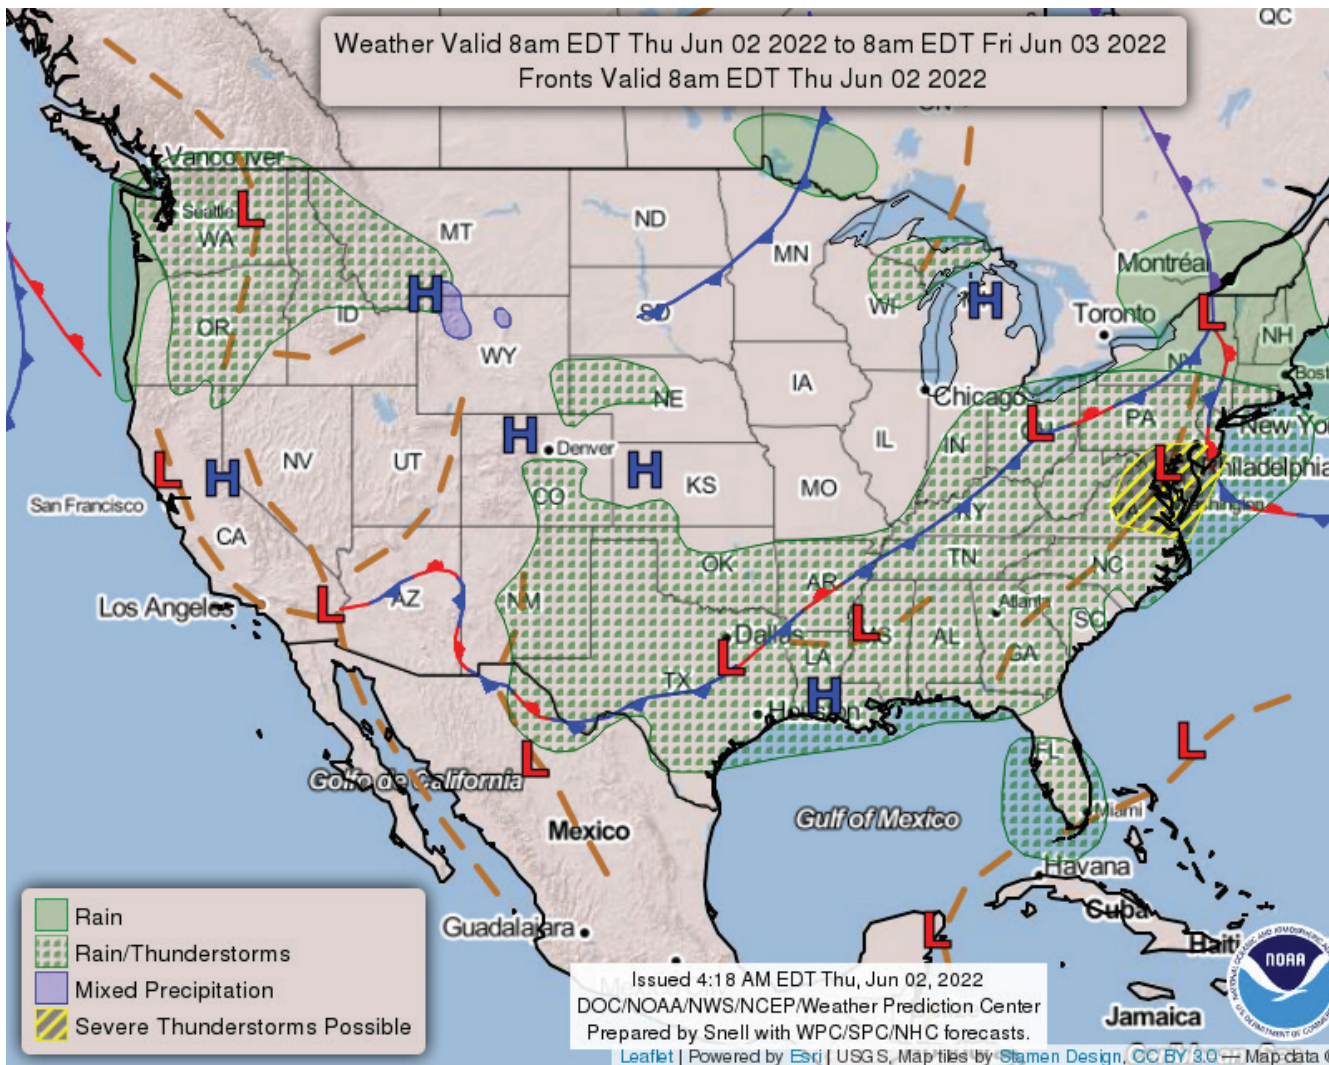 Weather Valid 8am EDT Thu Jun 02 2022 to 8am EDT Fri Jun 03 2022
Fronts Valid 8am EDT Thu Jun 02 2022
QC
Vancouver
Seattle
L
WA
MT
ND
MN
Montréal
H
OR
ID
SD
WI
H
Toronto
L
NH
NY
WY
IA
NE
Chicago
PA
New Yor
H
Denver
L
IN
IL
L
H
NV
UT
H
KS
MO
L
Philadelphia
San Francisco
CO
KY
CA
OK
TN
NC
AR
Los Angeles
L
AZ
NM
Atlanta
SC
Dallas
L
MS
AL
L
LA
GA
TX
H
Houston
L
FL
L
Golfo de California
Miami
Gulf of Mexico
Mexico
Havana
Cuba
Guadalajara
L
Haiti
Jamaica
NOAA
Rain
Rain/Thunderstorms
Mixed Precipitation
Severe Thunderstorms Possible
Issued 4:18 AM EDT Thu, Jun 02, 2022
DOC/NOAA/NWS/NCEP/Weather Prediction Center
Prepared by Snell with WPC/SPC/NHC forecasts.
Leaflet | Powered by Esri | USGS, Map tiles by Stamen Design, CC BY 3.0 — Map data ©